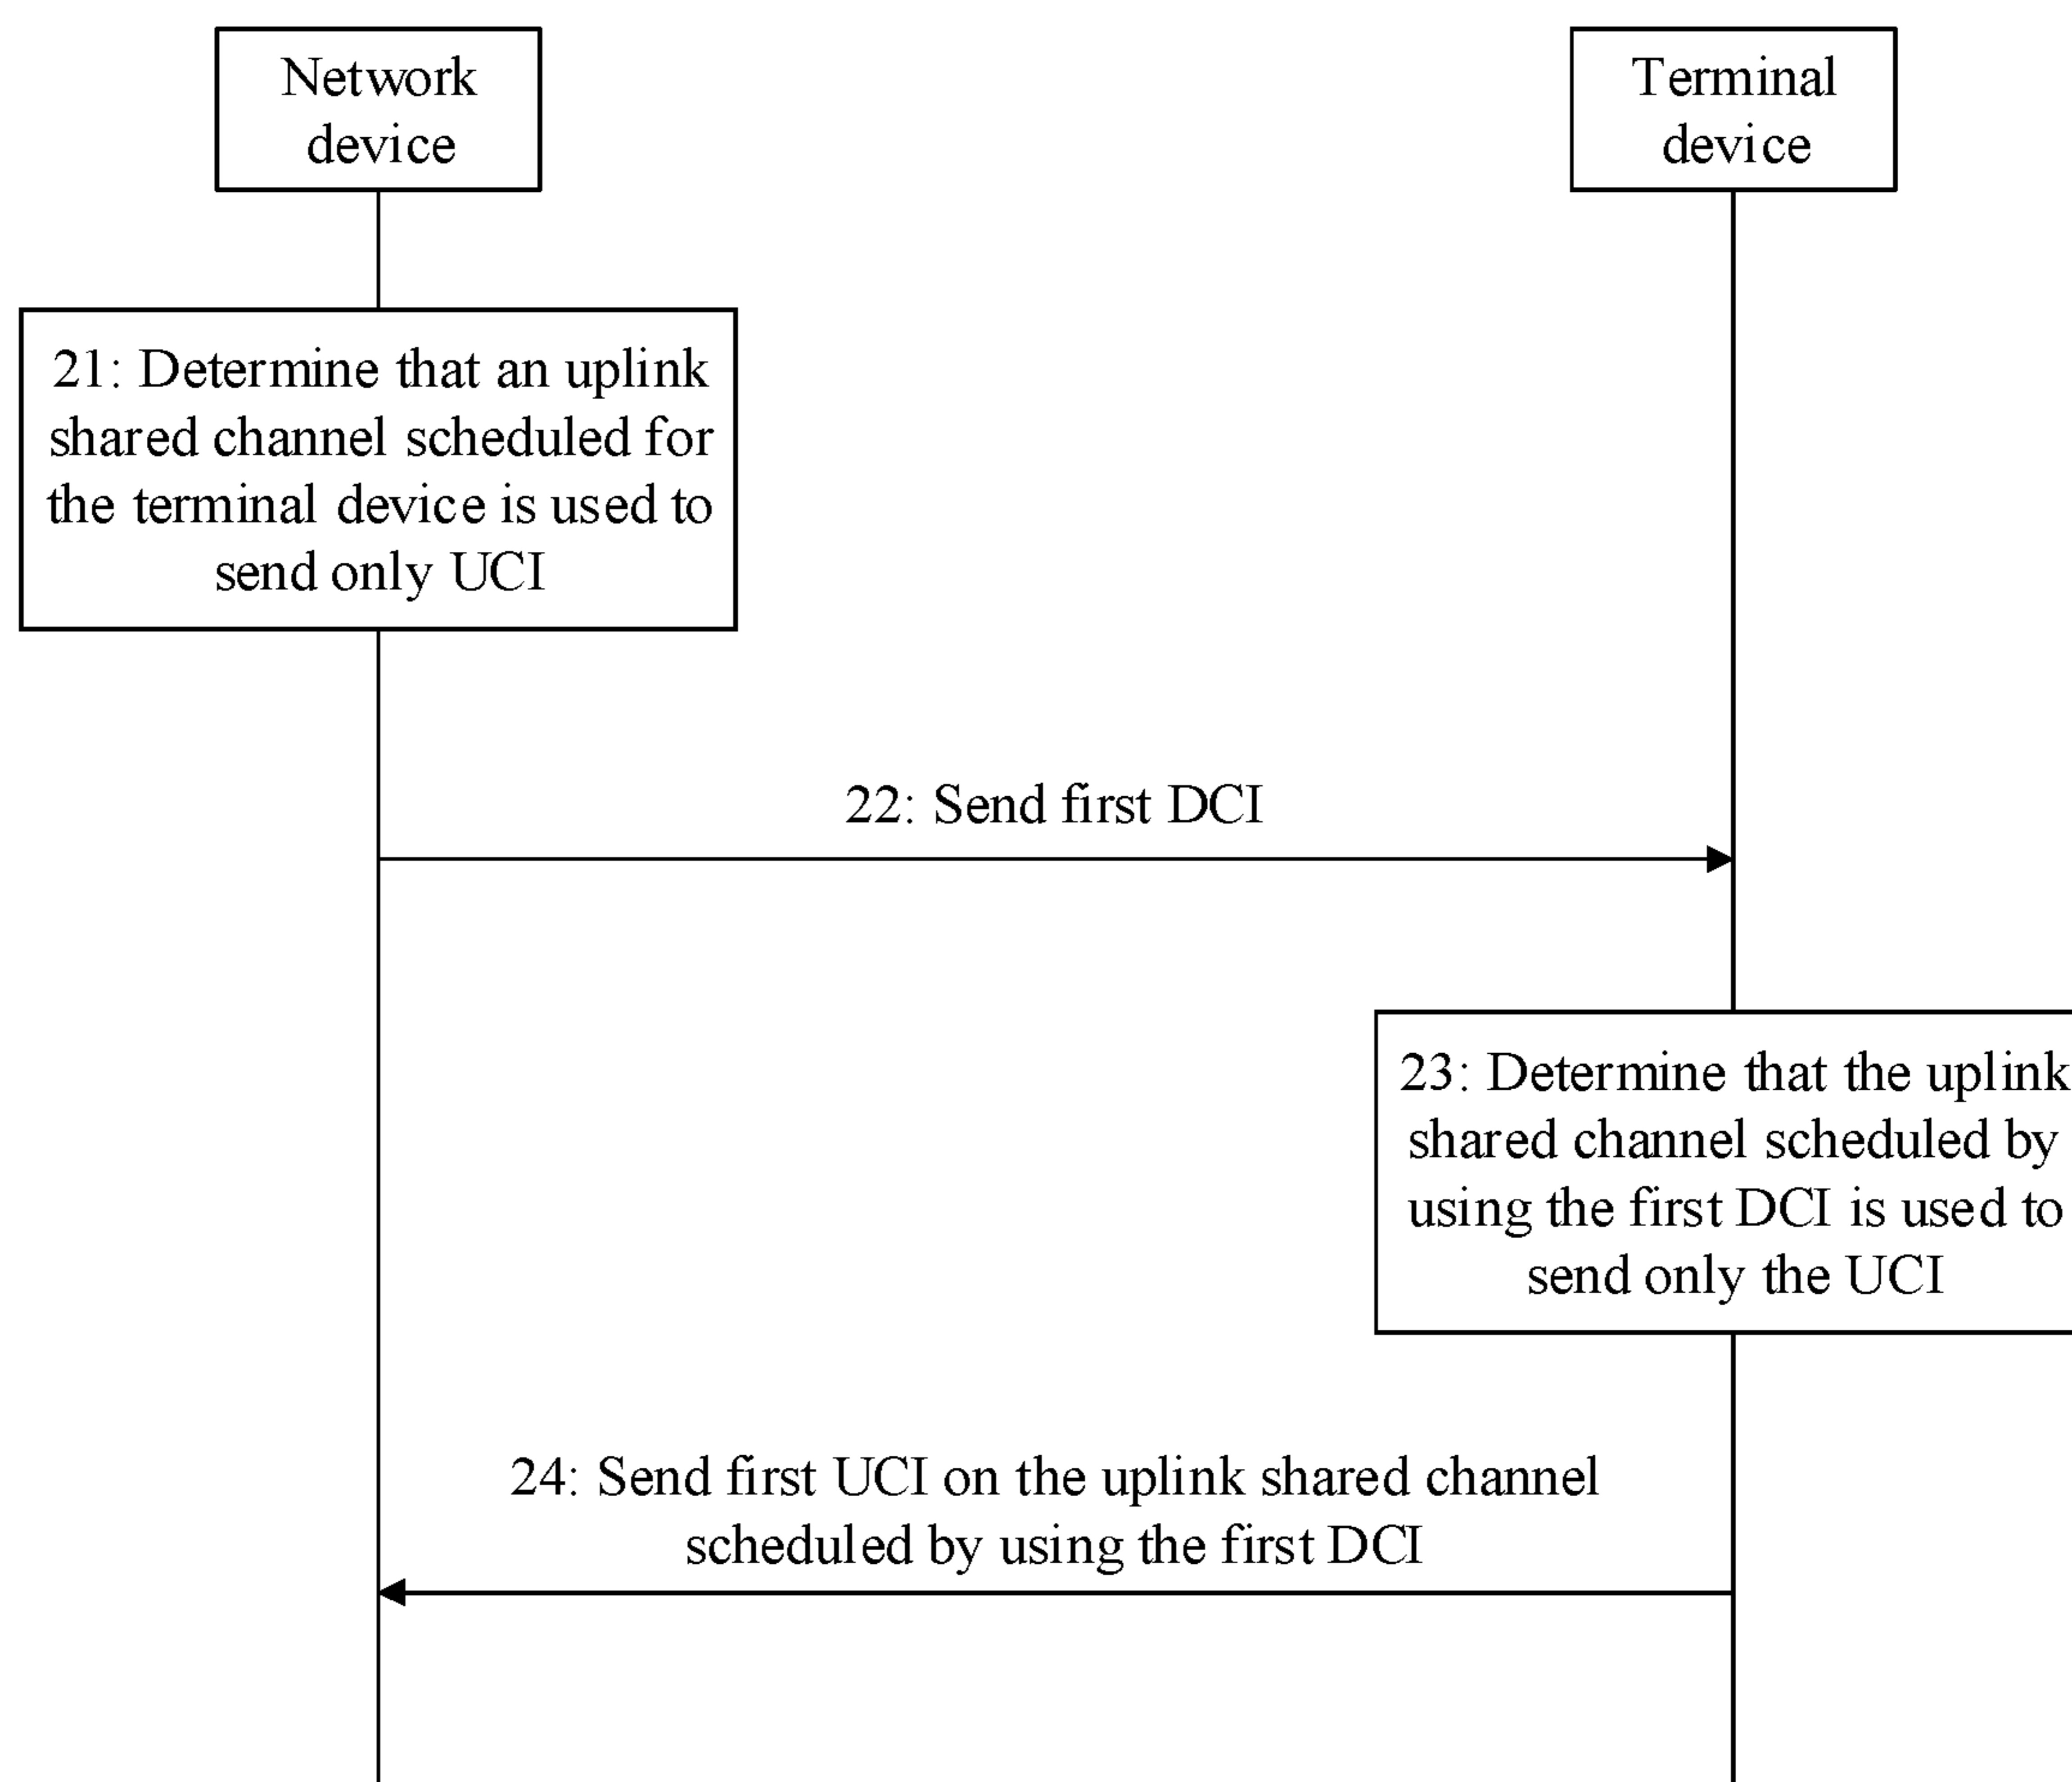 Network
device
Terminal
device
21: Determine that an uplink
shared channel scheduled for
the terminal device is used to
send only UCI
22: Send first DCI
23: Determine that the uplink
shared channel scheduled by
using the first DCI is used to
send only the UCI
24: Send first UCI on the uplink shared channel
scheduled by using the first DCI